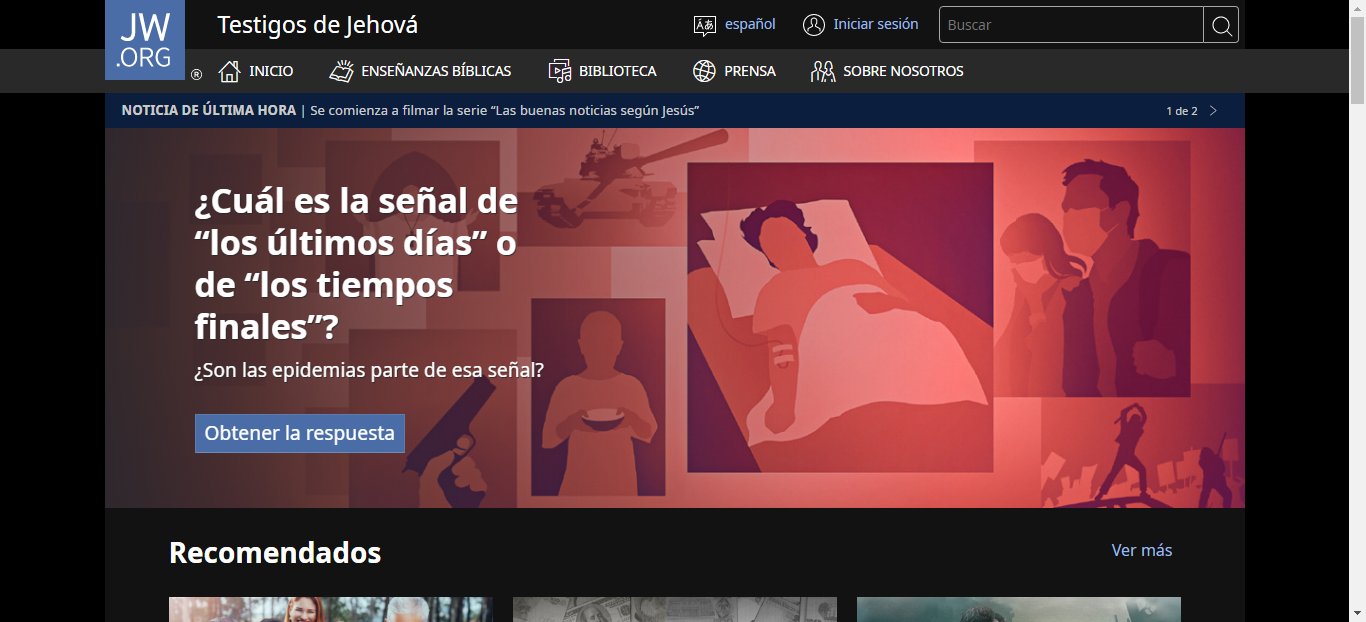 JW
.ORG
®
Testigos de Jehová
español
Iniciar sesión
Buscar
INICIO
ENSEÑANZAS BÍBLICAS
BIBLIOTECA
PRENSA
SOBRE NOSOTROS
NOTICIA DE ÚLTIMA HORA | Se comienza a filmar la serie “Las buenas noticias según Jesús”
1 de 2
¿Cuál es la señal de
“los últimos días” o
de “los tiempos
finales”?
¿Son las epidemias parte de esa señal?
Obtener la respuesta
Recomendados
Ver más